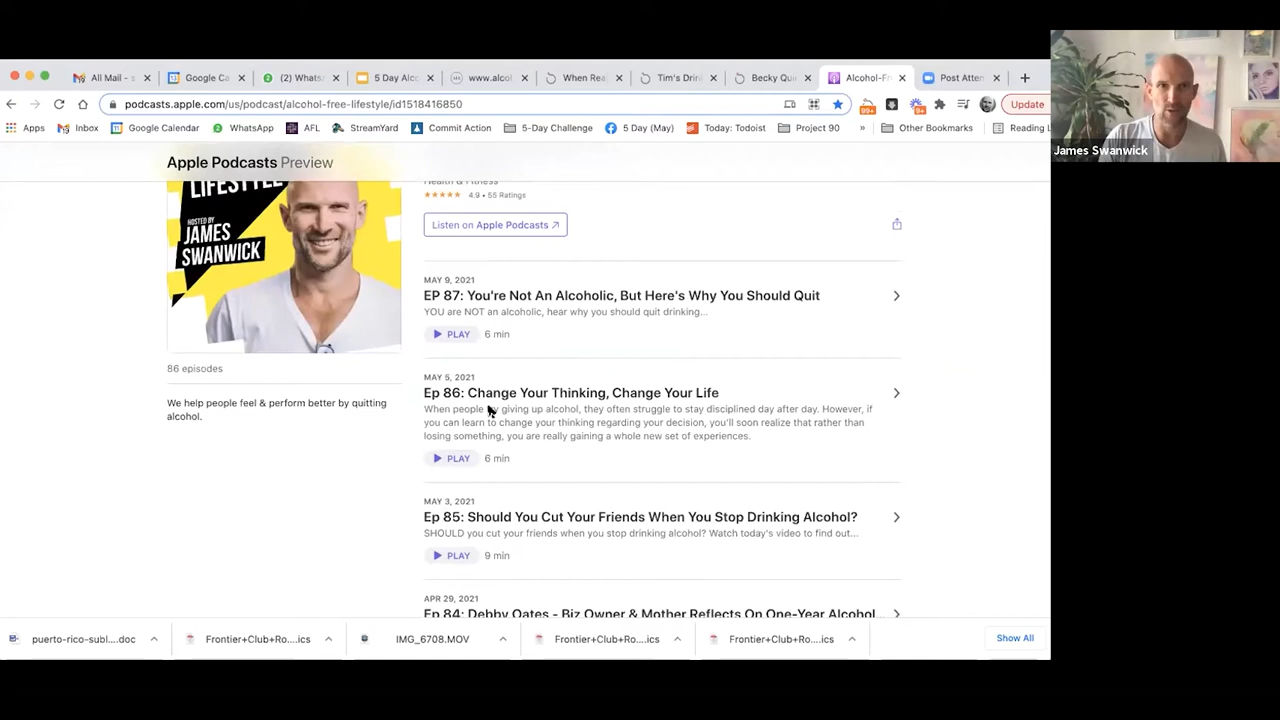 All Mail - s
Google Ca
(2) Whats
5 Day Alco
www.alcol
When Rea
Tim's Drin
Becky Qui
Alcohol-Fr
Post Atten
podcasts.apple.com/us/podcast/alcohol-free-lifestyle/id1518416850
99+
9+
Update
Apps
Inbox
Google Calendar
WhatsApp
AFL
StreamYard
Commit Action
5-Day Challenge
5 Day (May)
Today: Todoist
Project 90
»
Other Bookmarks
Reading L
James Swanwick
Apple Podcasts Preview
LIFESTYLE
HOSTED BY
JAMES
SWANWICK
Health & Fitness
★★★★★ 4.9 • 55 Ratings
Listen on Apple Podcasts ↗
86 episodes
We help people feel & perform better by quitting
alcohol.
MAY 9, 2021
EP 87: You're Not An Alcoholic, But Here's Why You Should Quit
YOU are NOT an alcoholic, hear why you should quit drinking...
PLAY 6 min
MAY 5, 2021
Ep 86: Change Your Thinking, Change Your Life
When people giving up alcohol, they often struggle to stay disciplined day after day. However, if
you can learn to change your thinking regarding your decision, you'll soon realize that rather than
losing something, you are really gaining a whole new set of experiences.
PLAY 6 min
MAY 3, 2021
Ep 85: Should You Cut Your Friends When You Stop Drinking Alcohol?
SHOULD you cut your friends when you stop drinking alcohol? Watch today's video to find out...
PLAY 9 min
APR 29, 2021
Ep 84: Debby Oates - Biz Owner & Mother Reflects On One-Year Alcohol
puerto-rico-subl....doc
Frontier+Club+Ro....ics
IMG_6708.MOV
Frontier+Club+Ro....ics
Frontier+Club+Ro....ics
Show All